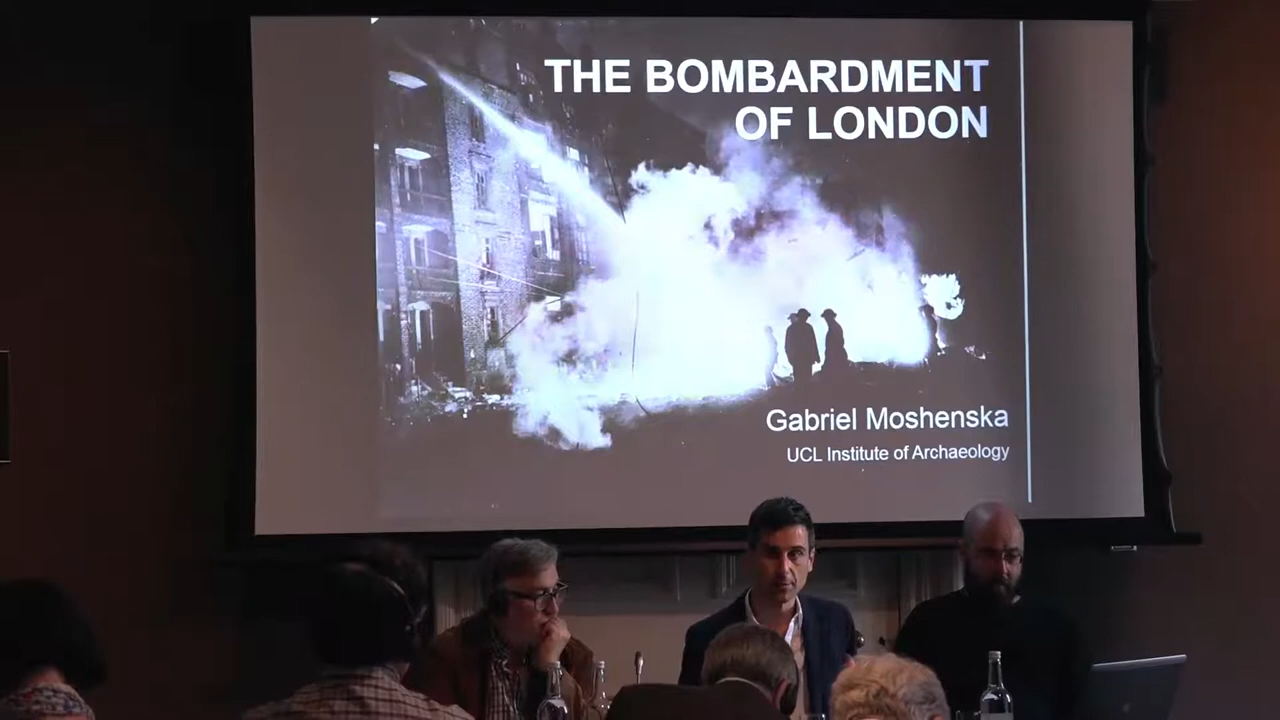 THE BOMBARDMENT
OF LONDON
Gabriel Moshenska
UCL Institute of Archaeology